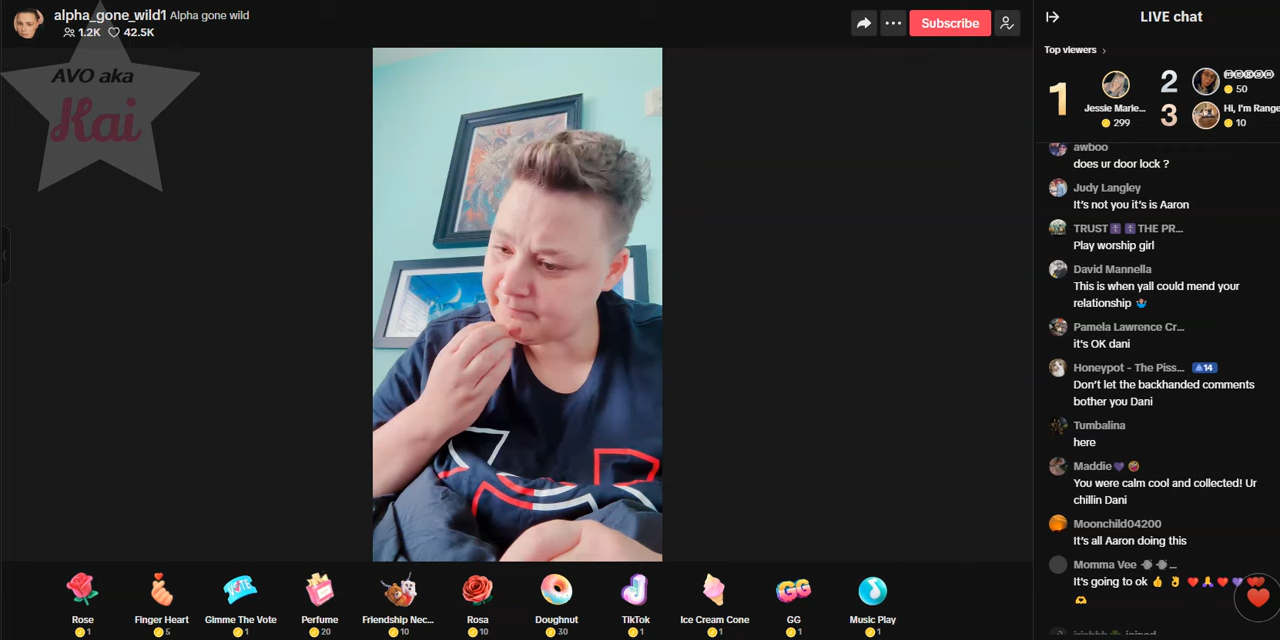 alpha_gone_wild1 Alpha gone wild
1.2K 42.5K
AVO aka
Kai
Subscribe
LIVE chat
Top viewers
1
Jessie Marle...
299
2
50
3
Hi, I'm Range
10
awboo
does ur door lock ?
Judy Langley
It's not you it's is Aaron
TRUST✝️✝️THE PR...
Play worship girl
David Mannella
This is when yall could mend your
relationship 🤷
Pamela Lawrence Cr...
it's OK dani
Honeypot - The Piss... 14
Don't let the backhanded comments
bother you Dani
Tumbalina
here
Maddie
You were calm cool and collected! Ur
chillin Dani
Moonchild04200
It's all Aaron doing this
Momma Vee ...
It's going to ok 👍👌❤️🙏❤️💜❤️
🫶
joined
Rose
1
Finger Heart
5
VOTE
Gimme The Vote
1
Perfume
20
Friendship Nec...
10
Rosa
10
Doughnut
30
TikTok
1
Ice Cream Cone
1
GG
GG
1
Music Play
1